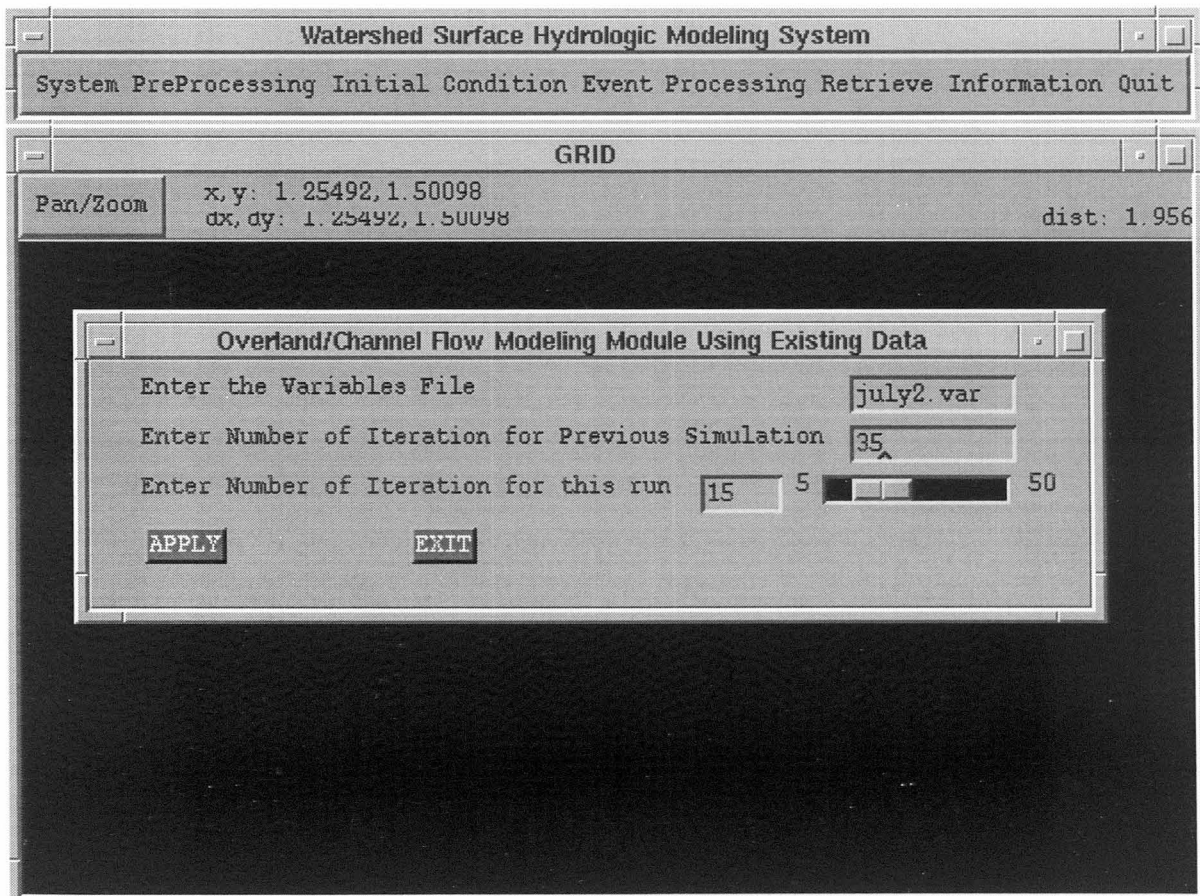 Watershed Surface Hydrologic Modeling System
System PreProcessing Initial Condition Event Processing Retrieve Information Quit
GRID
Pan/Zoom
x,y: 1.25492,1.50098
dx,dy: 1.25492,1.50098
dist: 1.956
Overland/Channel Flow Modeling Module Using Existing Data
Enter the Variables File july2.var
Enter Number of Iteration for Previous Simulation 35
Enter Number of Iteration for this run 15 5 50
APPLY EXIT